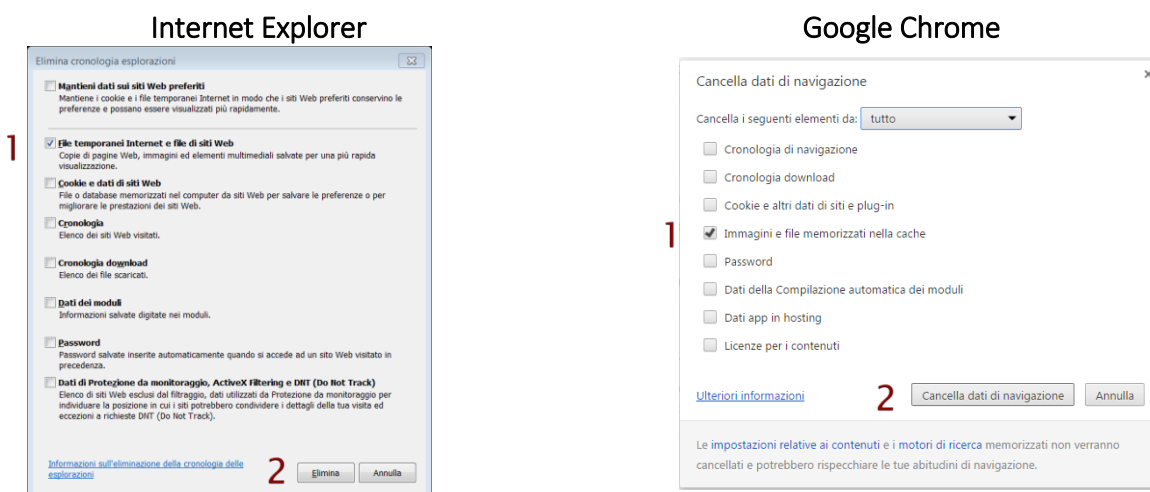 Internet Explorer
Elimina cronologia esplorazioni
Mantieni dati sui siti Web preferiti
Mantiene i cookie e i file temporanei Internet in modo che i siti Web preferiti conservino le
preferenze e possano essere visualizzati più rapidamente.
1
File temporanei Internet e file di siti Web
Copie di pagine Web, immagini ed elementi multimediali salvate per una più rapida
visualizzazione.
Cookie e dati di siti Web
File o database memorizzati nel computer da siti Web per salvare le preferenze o per
migliorare le prestazioni dei siti Web.
Cronologia
Elenco dei siti Web visitati.
Cronologia download
Elenco dei file scaricati.
Dati dei moduli
Informazioni salvate digitate nei moduli.
Password
Password salvate inserite automaticamente quando si accede ad un sito Web visitato in
precedenza.
Dati di Protezione da monitoraggio, ActiveX Filtering e DNT (Do Not Track)
Elenco di siti Web esclusi dal filtraggio, dati utilizzati da Protezione da monitoraggio per
individuare la posizione in cui i siti potrebbero condividere i dettagli della tua visita ed
eccezioni a richieste DNT (Do Not Track).
Informazioni sull'eliminazione della cronologia delle
esplorazioni
2
Elimina
Annulla
Google Chrome
Cancella dati di navigazione
Cancella i seguenti elementi da: tutto
Cronologia di navigazione
Cronologia download
Cookie e altri dati di siti e plug-in
1
Immagini e file memorizzati nella cache
Password
Dati della Compilazione automatica dei moduli
Dati app in hosting
Licenze per i contenuti
Ulteriori informazioni
2
Cancella dati di navigazione
Annulla
Le impostazioni relative ai contenuti e i motori di ricerca memorizzati non verranno
cancellati e potrebbero rispecchiare le tue abitudini di navigazione.